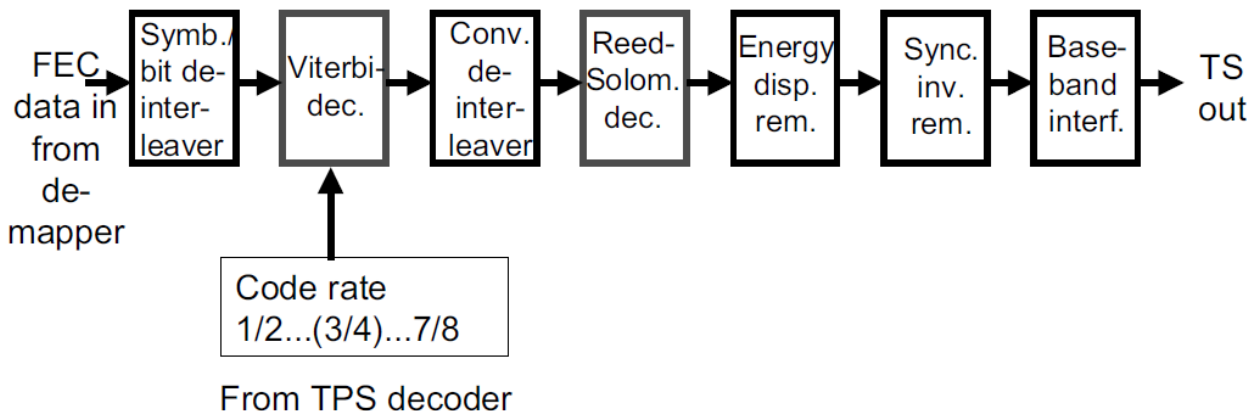 FEC
data in
from
de-
mapper
Symb./
bit de-
inter-
leaver
Viterbi-
dec.
Conv.
de-
inter-
leaver
Reed-
Solom.
dec.
Energy
disp.
rem.
Sync.
inv.
rem.
Base-
band
interf.
TS
out
Code rate
1/2...(3/4)...7/8
From TPS decoder